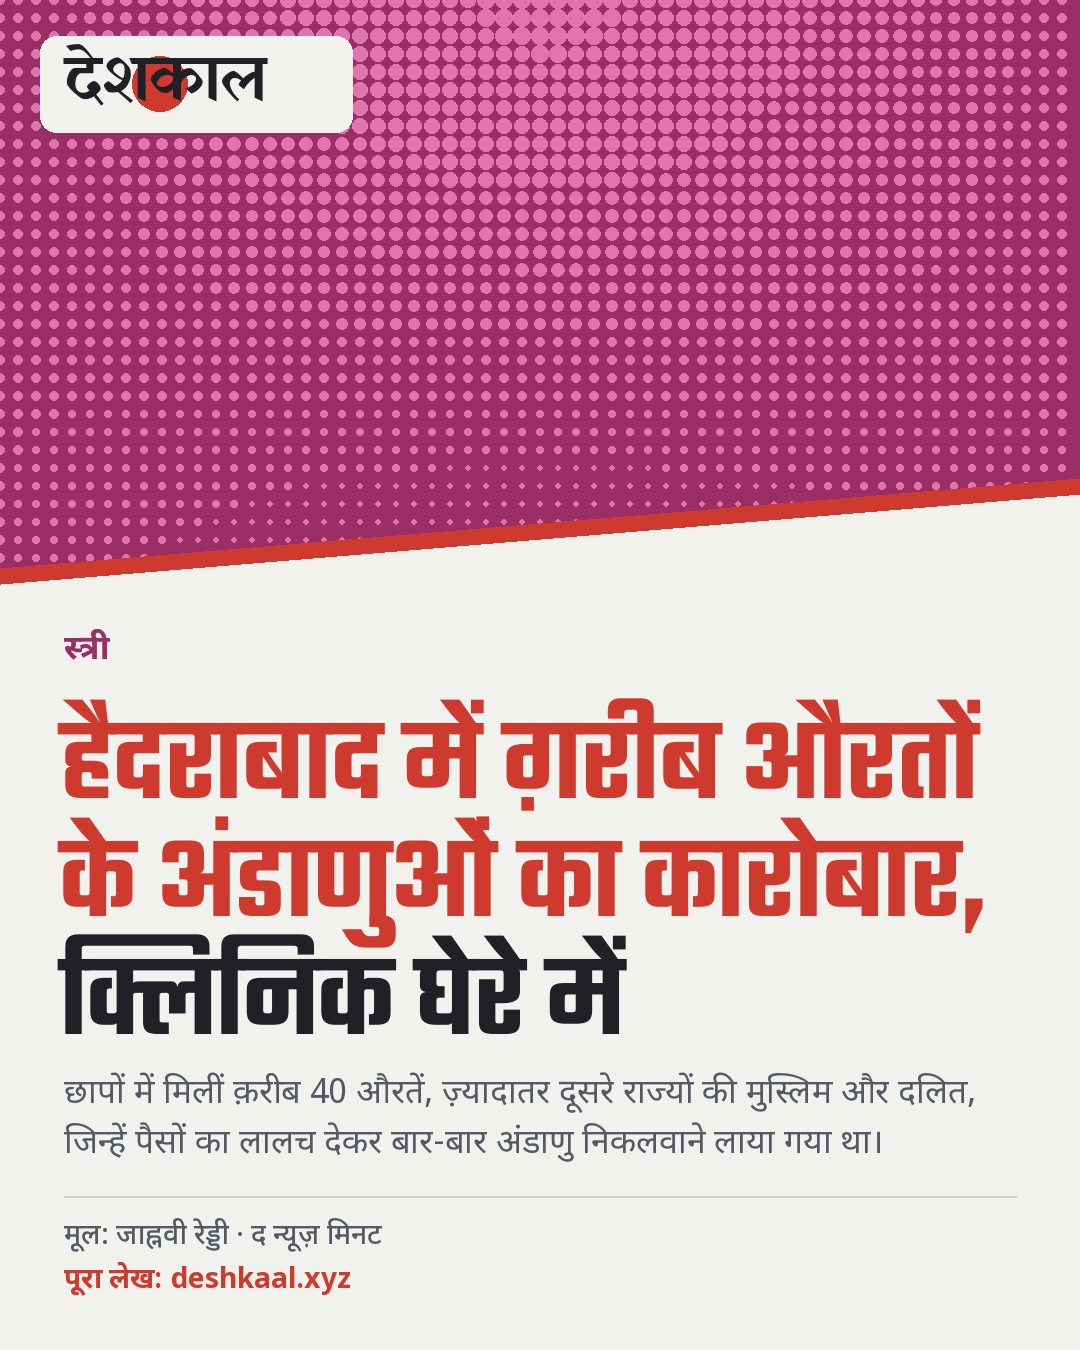 देशकाल
स्त्री
हैदराबाद में ग़रीब औरतों
के अंडाणुओं का कारोबार,
क्लिनिक घेरे में
छापों में मिलीं क़रीब 40 औरतें, ज़्यादातर दूसरे राज्यों की मुस्लिम और दलित,
जिन्हें पैसों का लालच देकर बार-बार अंडाणु निकलवाने लाया गया था।
मूल: जाह्नवी रेड्डी · द न्यूज़ मिनट
पूरा लेख: deshkaal.xyz